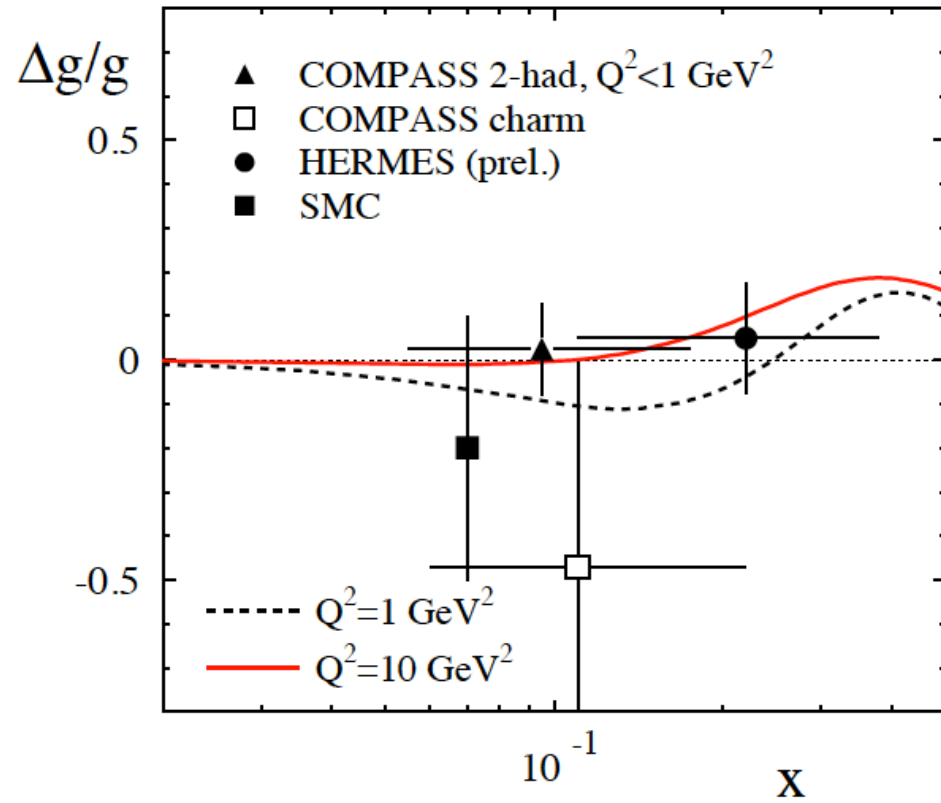 Δg/g
COMPASS 2-had, Q²<1 GeV²
COMPASS charm
HERMES (prel.)
SMC
0.5
0
-0.5
Q²=1 GeV²
Q²=10 GeV²
10⁻¹
x